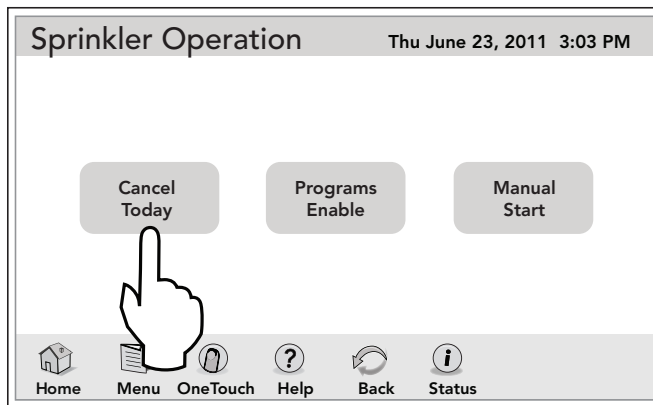 Sprinkler Operation Thu June 23, 2011 3:03 PM
Cancel Today
Programs Enable
Manual Start
Home Menu OneTouch Help Back Status